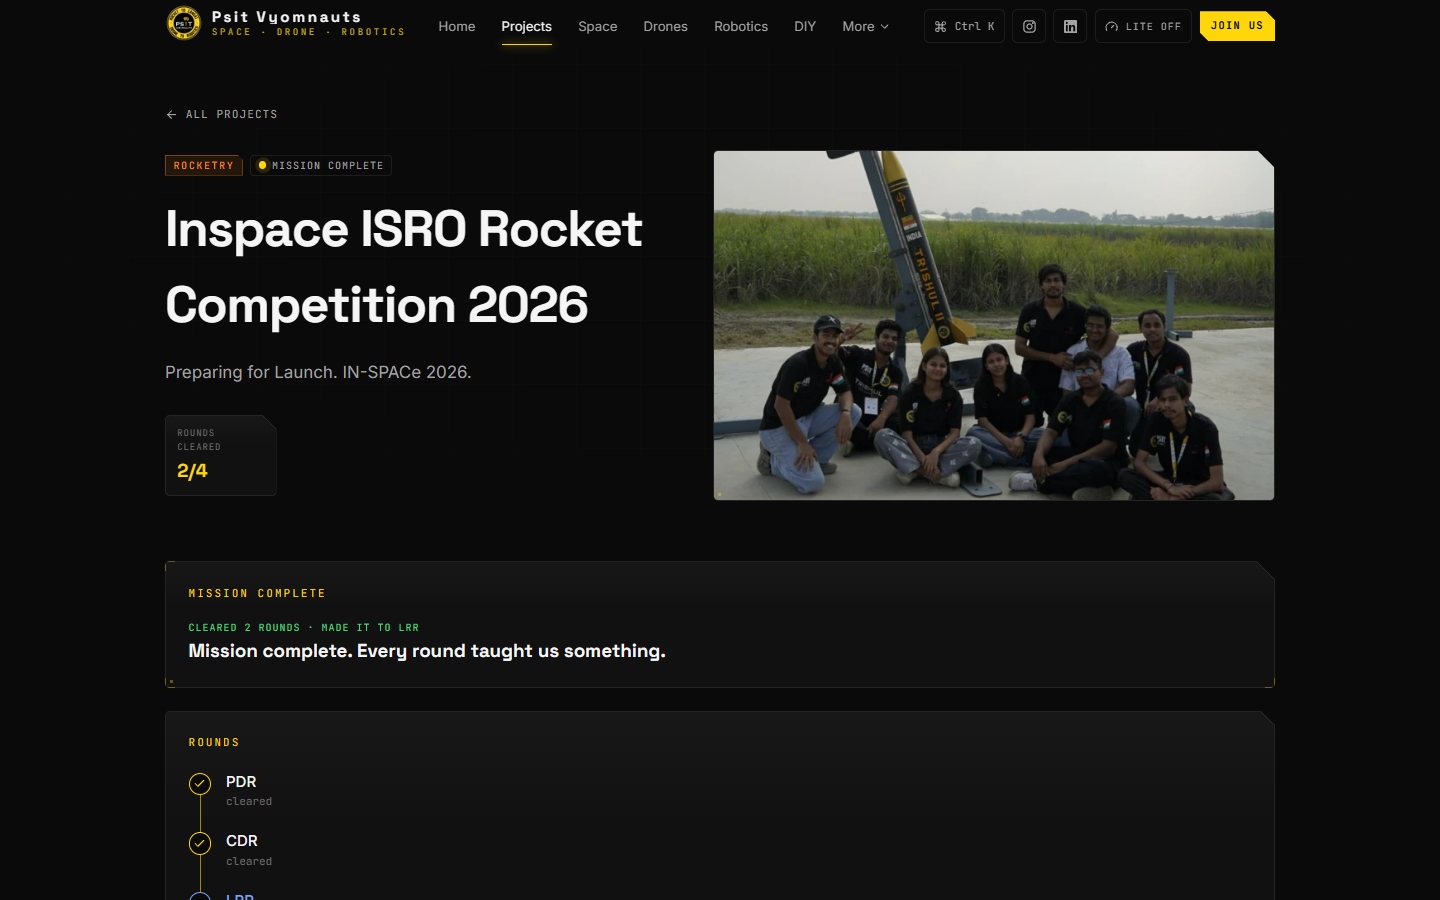 Psit Vyomnauts
SPACE · DRONE · ROBOTICS
Home
Projects
Space
Drones
Robotics
DIY
More
⌘ Ctrl K
LITE OFF
JOIN US
← ALL PROJECTS
ROCKETRY
MISSION COMPLETE
Inspace ISRO Rocket
Competition 2026
Preparing for Launch. IN-SPACe 2026.
ROUNDS
CLEARED
2/4
INDIA
TRISHUL II
MISSION COMPLETE
CLEARED 2 ROUNDS · MADE IT TO LRR
Mission complete. Every round taught us something.
ROUNDS
PDR
cleared
CDR
cleared
LRR